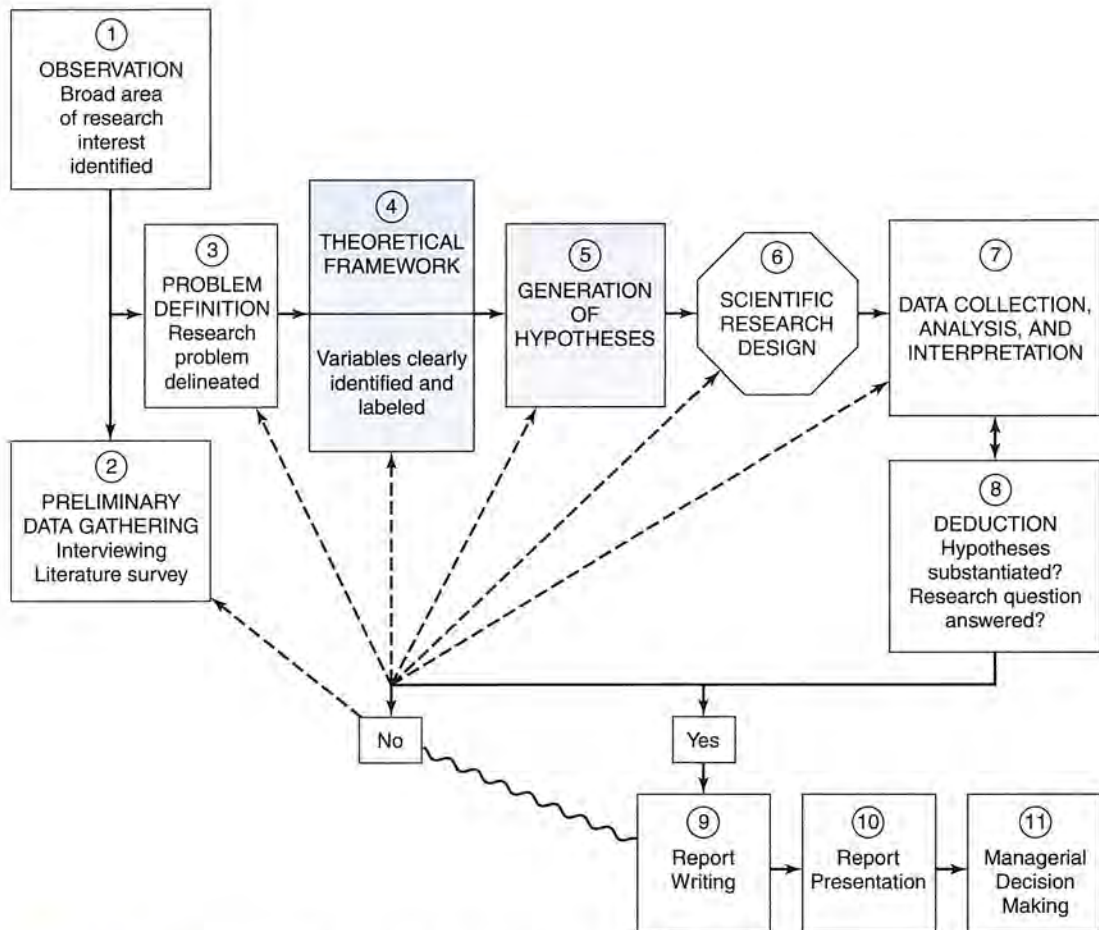 1
OBSERVATION
Broad area
of research
interest
identified
2
PRELIMINARY
DATA GATHERING
Interviewing
Literature survey
3
PROBLEM
DEFINITION
Research
problem
delineated
4
THEORETICAL
FRAMEWORK
Variables clearly
identified and
labeled
5
GENERATION
OF
HYPOTHESES
6
SCIENTIFIC
RESEARCH
DESIGN
7
DATA COLLECTION,
ANALYSIS, AND
INTERPRETATION
8
DEDUCTION
Hypotheses
substantiated?
Research question
answered?
No
Yes
9
Report
Writing
10
Report
Presentation
11
Managerial
Decision
Making